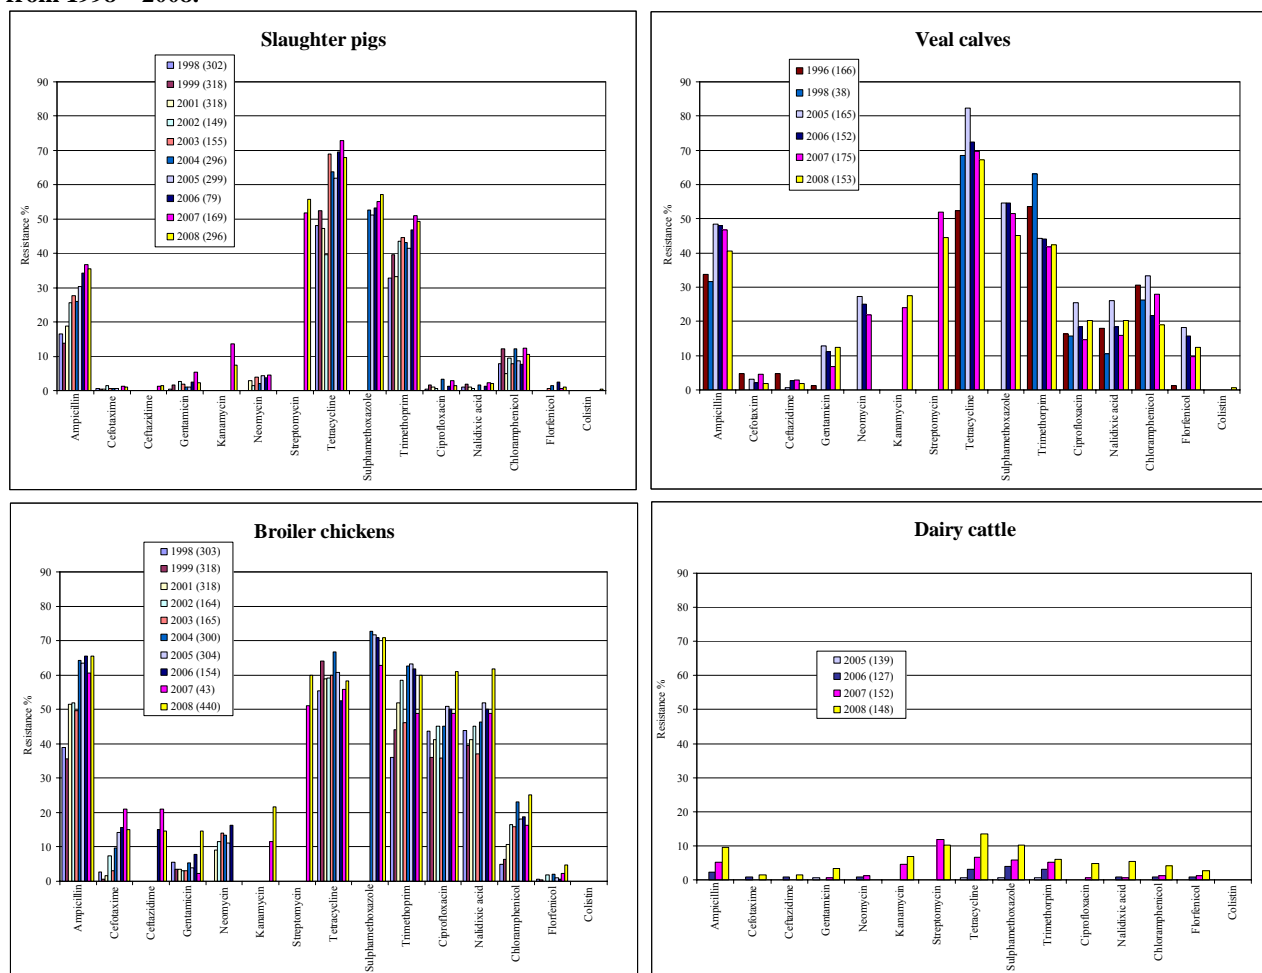 from 1998 – 2008.
Slaughter pigs
1998 (302)
1999 (318)
2001 (318)
2002 (149)
2003 (155)
2004 (296)
2005 (299)
2006 (79)
2007 (169)
2008 (296)
Resistance %
90
80
70
60
50
40
30
20
10
0
Ampicillin
Cefotaxime
Ceftazidime
Gentamicin
Kanamycin
Neomycin
Streptomycin
Tetracycline
Sulphamethoxazole
Trimethoprim
Ciprofloxacin
Nalidixic acid
Chloramphenicol
Florfenicol
Colistin
Veal calves
1996 (166)
1998 (38)
2005 (165)
2006 (152)
2007 (175)
2008 (153)
Resistance %
90
80
70
60
50
40
30
20
10
0
Ampicillin
Cefotaxim
Ceftazidime
Gentamicin
Neomycin
Kanamycin
Streptomycin
Tetracycline
Sulphamethoxazole
Trimethorpim
Ciprofloxacin
Nalidixic acid
Chloramphenicol
Florfenicol
Colistin
Broiler chickens
1998 (303)
1999 (318)
2001 (318)
2002 (164)
2003 (165)
2004 (300)
2005 (304)
2006 (154)
2007 (43)
2008 (440)
Resistance %
90
80
70
60
50
40
30
20
10
0
Ampicillin
Cefotaxime
Ceftazidime
Gentamicin
Neomycin
Kanamycin
Streptomycin
Tetracycline
Sulphamethoxazole
Trimethoprim
Ciprofloxacin
Nalidixic acid
Chloramphenicol
Florfenicol
Colistin
Dairy cattle
2005 (139)
2006 (127)
2007 (152)
2008 (148)
Resistance %
90
80
70
60
50
40
30
20
10
0
Ampicillin
Cefotaxime
Ceftazidime
Gentamicin
Neomycin
Kanamycin
Streptomycin
Tetracycline
Sulphamethoxazole
Trimethorpim
Ciprofloxacin
Nalidixic acid
Chloramphenicol
Florfenicol
Colistin